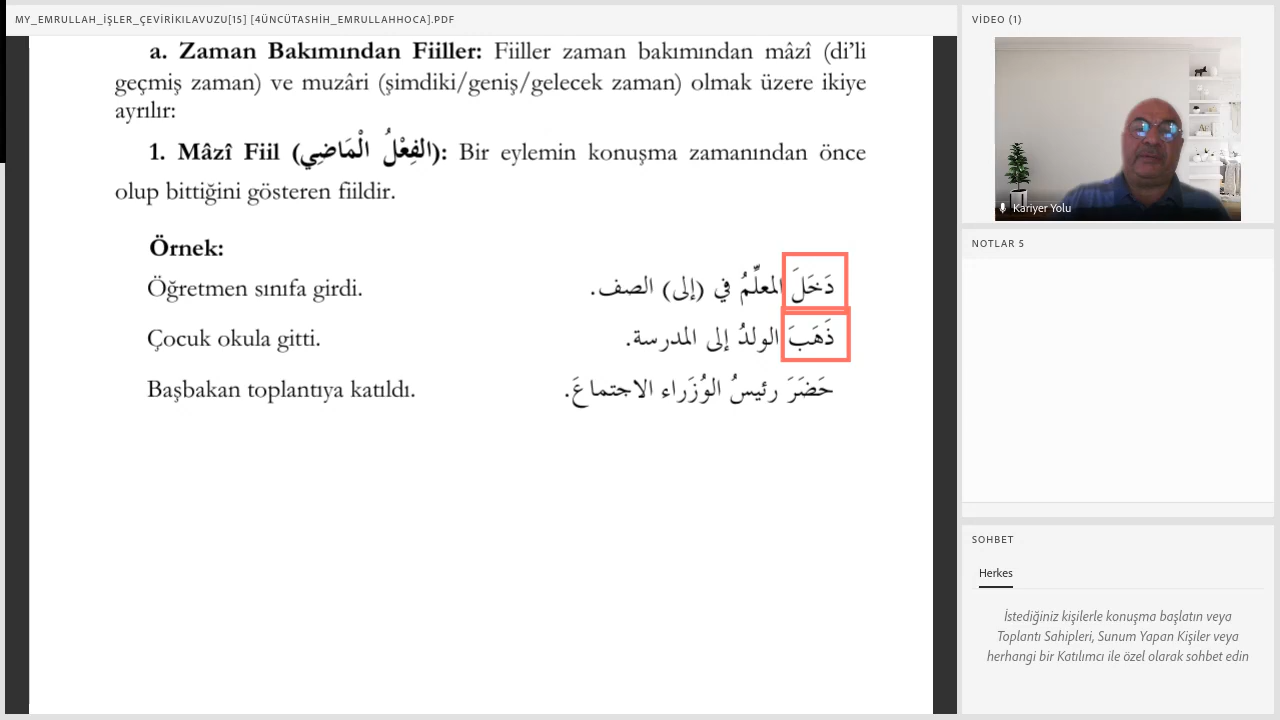 MY_EMRULLAH_İŞLER_ÇEVİRİKILAVUZU[15] [4ÜNCÜTASHİH_EMRULLAHHOCA].PDF
a. Zaman Bakımından Fiiller: Fiiller zaman bakımından mâzî (di’li
geçmiş zaman) ve muzâri (şimdiki/geniş/gelecek zaman) olmak üzere ikiye
ayrılır:
1. Mâzî Fiil (الفِعْلُ الْمَاضِي): Bir eylemin konuşma zamanından önce
olup bittiğini gösteren fiildir.
Örnek:
Öğretmen sınıfa girdi. دَخَلَ المعلِّمُ في (إلى) الصف.
Çocuk okula gitti. ذَهَبَ الولدُ إلى المدرسة.
Başbakan toplantıya katıldı. حَضَرَ رئيسُ الوُزَراء الاجتماعَ.
VİDEO (1)
Kariyer Yolu
NOTLAR 5
SOHBET
Herkes
İstediğiniz kişilerle konuşma başlatın veya
Toplantı Sahipleri, Sunum Yapan Kişiler veya
herhangi bir Katılımcı ile özel olarak sohbet edin